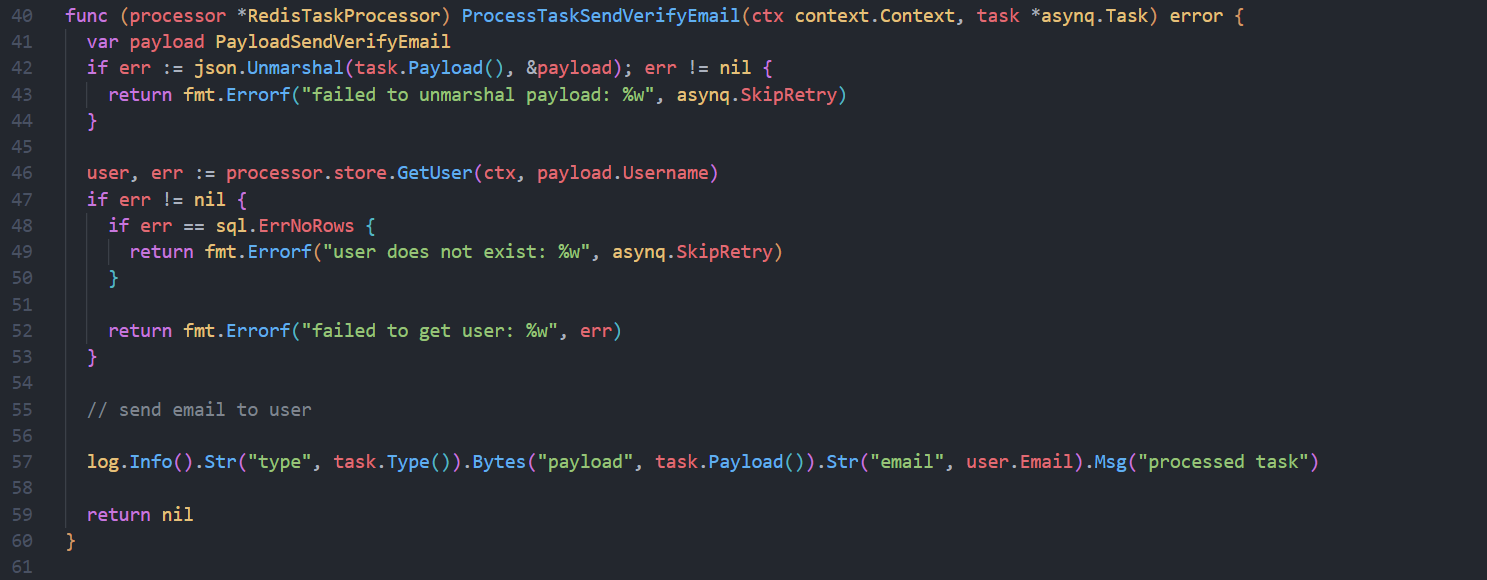 40 func (processor *RedisTaskProcessor) ProcessTaskSendVerifyEmail(ctx context.Context, task *asynq.Task) error {
41   var payload PayloadSendVerifyEmail
42   if err := json.Unmarshal(task.Payload(), &payload); err != nil {
43     return fmt.Errorf("failed to unmarshal payload: %w", asynq.SkipRetry)
44   }
45
46   user, err := processor.store.GetUser(ctx, payload.Username)
47   if err != nil {
48     if err == sql.ErrNoRows {
49       return fmt.Errorf("user does not exist: %w", asynq.SkipRetry)
50     }
51
52     return fmt.Errorf("failed to get user: %w", err)
53   }
54
55   // send email to user
56
57   log.Info().Str("type", task.Type()).Bytes("payload", task.Payload()).Str("email", user.Email).Msg("processed task")
58
59   return nil
60 }
61